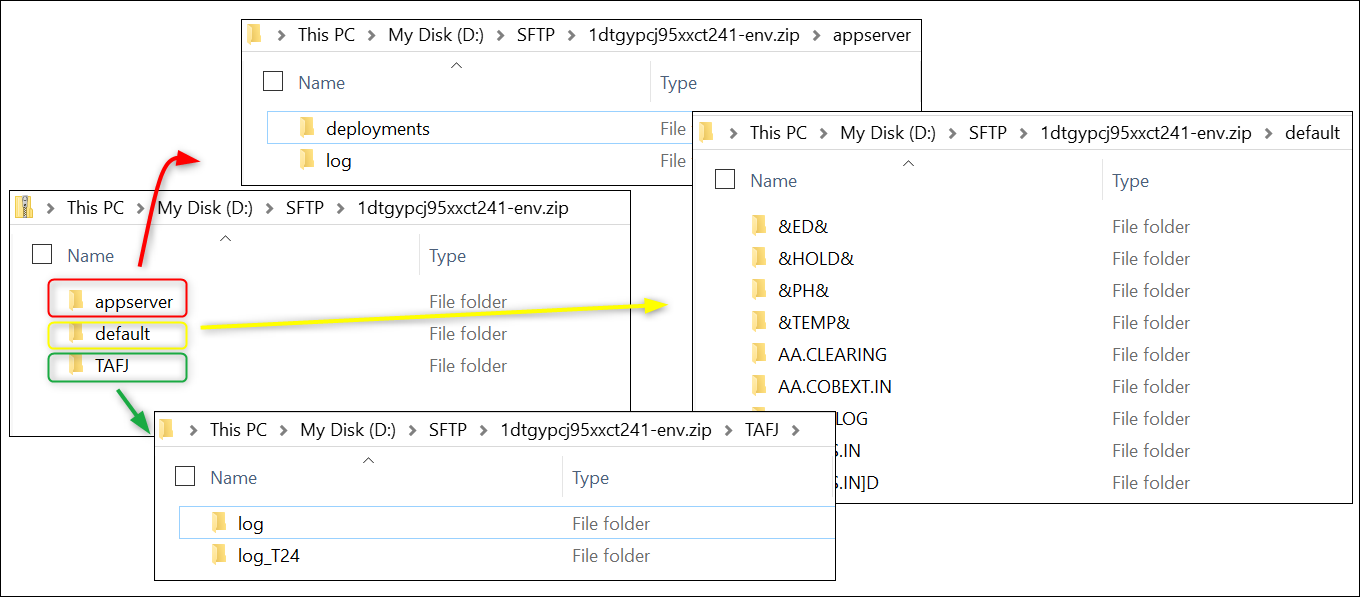 This PC > My Disk (D:) > SFTP > 1dtgypcj95xxct241-env.zip > appserver
Name Type
deployments File
log File
This PC > My Disk (D:) > SFTP > 1dtgypcj95xxct241-env.zip > default
Name Type
&ED& File folder
&HOLD& File folder
&PH& File folder
&TEMP& File folder
AA.CLEARING File folder
AA.COBEXT.IN File folder
LOG File folder
.IN File folder
.IN]D File folder
This PC > My Disk (D:) > SFTP > 1dtgypcj95xxct241-env.zip
Name Type
appserver File folder
default File folder
TAFJ File folder
This PC > My Disk (D:) > SFTP > 1dtgypcj95xxct241-env.zip > TAFJ >
Name Type
log File folder
log_T24 File folder